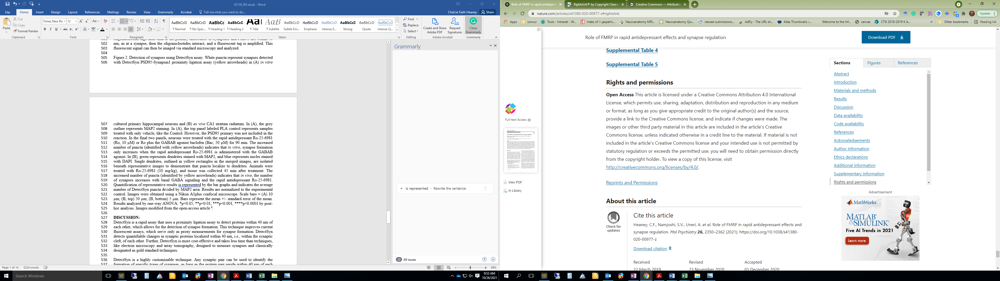 63139_R0 resub - Word
File Home Insert Design Layout References Mailings Review View Grammarly Acrobat Tell me what you want to do...
Chelcie Faith Heaney Share
Paste
Cut
Copy
Format Painter
Clipboard
Times New Ro 12
Font
Paragraph
AaBbCcD AaBbCcD AaBbCc AaBbCcD AaI AaB AaBbCcD AaBbCcD AaBbCcD AaBbCcD AaBbCcD AaBbCcD
¶ Normal ¶ No Spac... ¶ Heading 1 ¶ Heading 2 ¶ Title ¶ Subtitle Subtle Em... Emphasis Intense E... Strong Quote Intense Q...
Styles
Find
Replace
Select
Editing
Create and Share Adobe PDF
Request Signatures
Adobe Acrobat
Close Grammarly
Grammarly
502 nm, as at a synapse, then the oligonucleotides interact, and a fluorescent tag is amplified. This
503 fluorescent signal can then be imaged via standard microscopy and analyzed.
504
505 Figure 2. Detection of synapses using DetectSyn assay. White puncta represent synapses detected
506 with DetectSyn PSD95-Synapsin1 proximity ligation assay (yellow arrowheads) in (A) in vitro
507 cultured primary hippocampal neurons and (B) ex vivo CA1 stratum radiatum. In (A), the grey
508 outline represents MAP2 staining. In (A), the top panel labeled PLA control represents samples
509 treated with only vehicle, like the Control. However, the PSD95 primary was not included in the
510 reaction. In the final two panels, neurons were treated with the rapid antidepressant Ro-25-6981
511 (Ro, 10 µM) or Ro plus the GABAB agonist baclofen (Bac, 50 µM) for 90 min. The increased
512 number of puncta (identified with yellow arrowheads) indicates that in vitro, synapse formation
513 only increases when the rapid antidepressant Ro-25-6981 is administered with the GABAB
514 agonist. In (B), green represents dendrites stained with MAP2, and blue represents nuclei stained
515 with DAPI. Single dendrites, outlined in yellow rectangles in the merged images, are isolated
516 beneath representative images to demonstrate that puncta localize to dendrites. Animals were
517 treated with Ro-25-6981 (10 mg/kg), and tissue was collected 45 min after treatment. The
518 increased number of puncta (identified by yellow arrowheads) indicates that in vivo, the number
519 of synapses increases with basal GABA signaling and the rapid antidepressant Ro-25-6981.
520 Quantification of representative results is represented by the bar graphs and indicates the average
521 number of DetectSyn puncta divided by MAP2 area. Results are normalized to the experimental
522 control. Images were obtained using a Nikon A1plus confocal microscope. Scale bars = (A) 10
523 µm; (B, top) 50 µm; (B, bottom) 5 µm. Bars represent the mean +/- standard error of the mean.
524 Results analyzed by one-way ANOVA: *p<0.05, **p<0.01, ***p<0.001, ****p<0.0001 by post-
525 hoc analysis. Images modified from the open-access article 6.
526
527 DISCUSSION:
528 DetectSyn is a rapid assay that uses a proximity ligation assay to detect proteins within 40 nm of
529 each other, which allows for the detection of synapse formation. This technique improves current
530 fluorescent assays, which serve only as proxy measurements for synapse formation. DetectSyn
531 detects quantifiable changes in synaptic proteins localized within 40 nm, i.e., within the synaptic
532 cleft, of each other. Further, DetectSyn is more cost-effective and takes less time than techniques,
533 like electron microscopy and array tomography, designed to measure synapses and classically
534 designated as gold standard techniques.
535
536 DetectSyn is a highly customizable technique. Any synaptic pair can be used to identify the
537 formation of specific types of synapses, as long as the protein pair reside within 40 nm of each
Grammarly
is represented · Rewrite the sentence
20 All issues
Page 1 of 14 5224 words
98%
Search Windows
9:53 AM
10/26/2021
Role of FMRP in rapid antidepres
Rightslink® by Copyright Cleara
Creative Commons — Attributio
nature.com/articles/s41380-020-00977-z#rightslink
Update
Apps concur Tools - Intranet - W... Index of /~jaspelm... Neuroanatomy MRI... Neuroanatomy Qui... newest submissions... AdFly - The URL sh... Atlas Thumbnails :... Welcome to the Inf... canvas CTSI 2018-2019 K A... » Other bookmarks Reading list
Role of FMRP in rapid antidepressant effects and synapse regulation
Download PDF
Full-text Access
View PDF
In Library
Supplemental Table 4
Supplemental Table 5
Rights and permissions
Open Access This article is licensed under a Creative Commons Attribution 4.0 International
License, which permits use, sharing, adaptation, distribution and reproduction in any medium
or format, as long as you give appropriate credit to the original author(s) and the source,
provide a link to the Creative Commons license, and indicate if changes were made. The
images or other third party material in this article are included in the article's Creative
Commons license, unless indicated otherwise in a credit line to the material. If material is not
included in the article's Creative Commons license and your intended use is not permitted by
statutory regulation or exceeds the permitted use, you will need to obtain permission directly
from the copyright holder. To view a copy of this license, visit
http://creativecommons.org/licenses/by/4.0/.
Reprints and Permissions
About this article
Check for updates
Cite this article
Heaney, C.F., Namjoshi, S.V., Uneri, A. et al. Role of FMRP in rapid antidepressant effects and
synapse regulation. Mol Psychiatry 26, 2350–2362 (2021). https://doi.org/10.1038/s41380-
020-00977-z
Download citation
Received Revised Accepted
22 March 2019 23 November 2020 01 December 2020
Sections Figures References
Abstract
Introduction
Materials and methods
Results
Discussion
Data availability
Code availability
References
Acknowledgements
Author information
Ethics declarations
Additional information
Supplementary information
Rights and permissions
Advertisement
MathWorks
MATLAB
&SIMULINK
Five AI Trends in 2021
Learn more